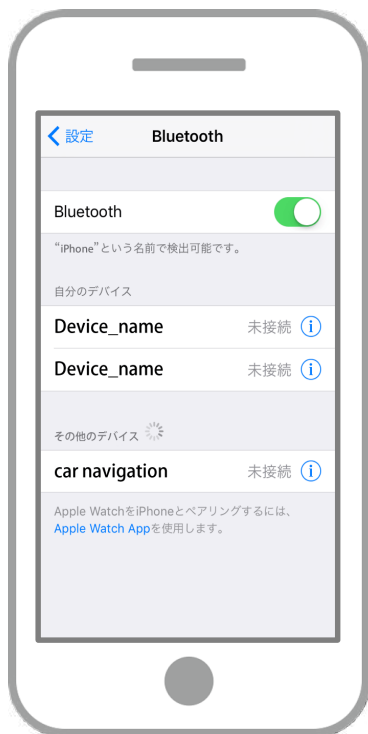 設定 Bluetooth
Bluetooth
“iPhone”という名前で検出可能です。
自分のデバイス
Device_name 未接続
Device_name 未接続
その他のデバイス
car navigation 未接続
Apple WatchをiPhoneとペアリングするには、
Apple Watch Appを使用します。